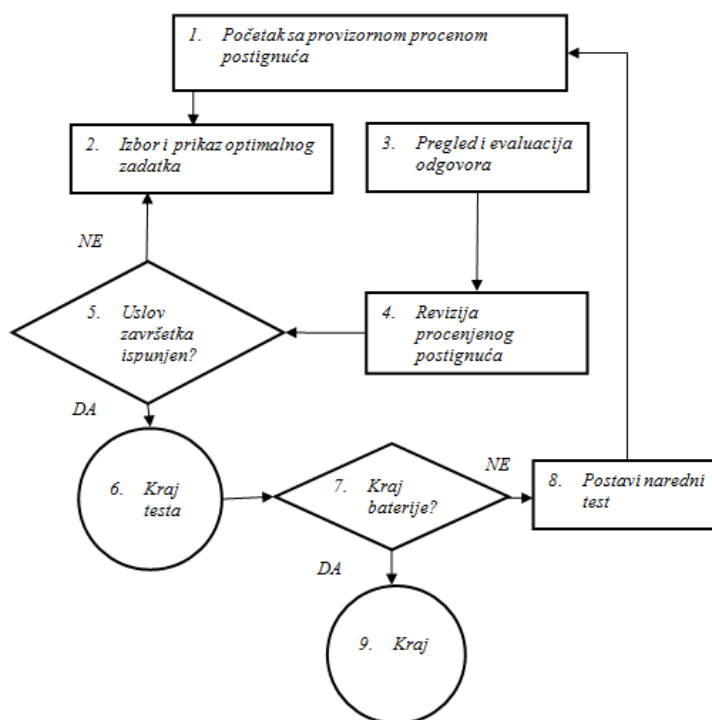 1. Početak sa provizornom procenom
postignuća
2. Izbor i prikaz optimalnog
zadatka
3. Pregled i evaluacija
odgovora
NE
4. Revizija
procenjenog
postignuća
5. Uslov
završetka
ispunjen?
DA
6. Kraj
testa
7. Kraj
baterije?
NE
8. Postavi naredni
test
DA
9. Kraj